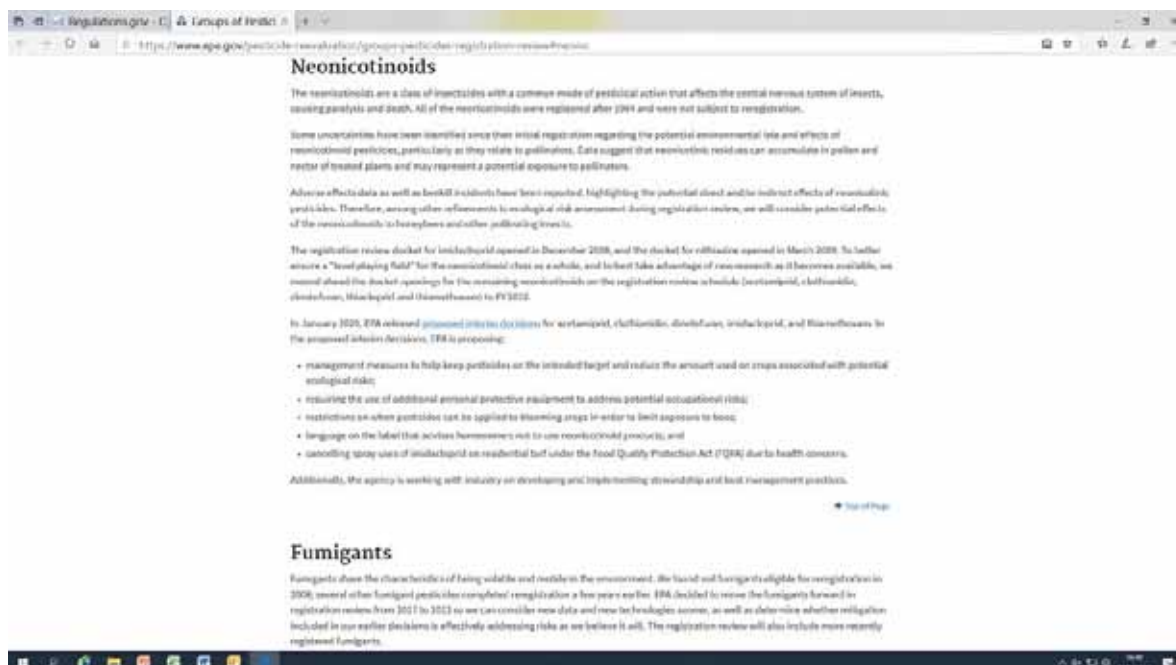 Regulations.gov - C
Groups of Pestici
https://www.epa.gov/pesticide-reevaluation/groups-pesticides-registration-review#neonic
Neonicotinoids
The neonicotinoids are a class of insecticides with a common mode of pesticidal action that affects the central nervous system of insects,
causing paralysis and death. All of the neonicotinoids were registered after 1984 and were not subject to reregistration.
Some uncertainties have been identified since their initial registration regarding the potential environmental fate and effects of
neonicotinoid pesticides, particularly as they relate to pollinators. Data suggest that neonicotinic residues can accumulate in pollen and
nectar of treated plants and may represent a potential exposure to pollinators.
Adverse effects data as well as beekill incidents have been reported, highlighting the potential direct and/or indirect effects of neonicotinic
pesticides. Therefore, among other refinements to ecological risk assessment during registration review, we will consider potential effects
of the neonicotinoids to honeybees and other pollinating insects.
The registration review docket for imidacloprid opened in December 2008, and the docket for nithiazine opened in March 2009. To better
ensure a "level playing field" for the neonicotinoid class as a whole, and to best take advantage of new research as it becomes available, we
moved ahead the docket openings for the remaining neonicotinoids on the registration review schedule (acetamiprid, clothianidin,
dinotefuran, thiacloprid and thiamethoxam) to FY2012.
In January 2020, EPA released proposed interim decisions for acetamiprid, clothianidin, dinotefuran, imidacloprid, and thiamethoxam. In
the proposed interim decisions, EPA is proposing:
• management measures to help keep pesticides on the intended target and reduce the amount used on crops associated with potential
ecological risks;
• requiring the use of additional personal protective equipment to address potential occupational risks;
• restrictions on when pesticides can be applied to blooming crops in order to limit exposure to bees;
• language on the label that advises homeowners not to use neonicotinoid products; and
• cancelling spray uses of imidacloprid on residential turf under the Food Quality Protection Act (FQPA) due to health concerns.
Additionally, the agency is working with industry on developing and implementing stewardship and best management practices.
Top of Page
Fumigants
Fumigants share the characteristics of being volatile and mobile in the environment. We found soil fumigants eligible for reregistration in
2008; several other fumigant pesticides completed reregistration a few years earlier. EPA decided to move the fumigants forward in
registration review from 2017 to 2013 so we can consider new data and new technologies sooner, as well as determine whether mitigation
included in our earlier decisions is effectively addressing risks as we believe it will. The registration review will also include more recently
registered fumigants.